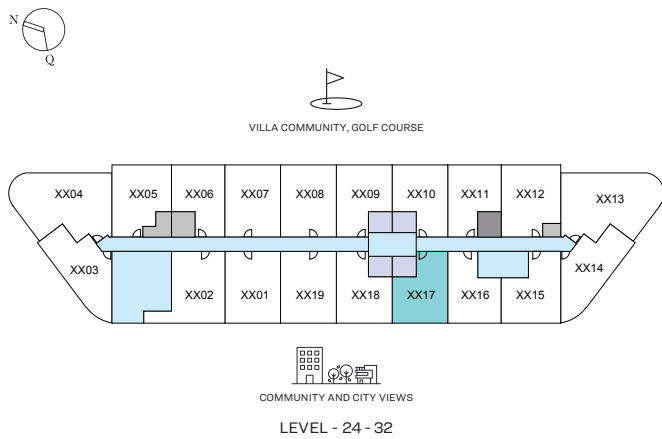 N
Q
VILLA COMMUNITY, GOLF COURSE
XX04
XX05
XX06
XX07
XX08
XX09
XX10
XX11
XX12
XX13
XX03
XX14
XX02
XX01
XX19
XX18
XX17
XX16
XX15
COMMUNITY AND CITY VIEWS
LEVEL - 24 - 32